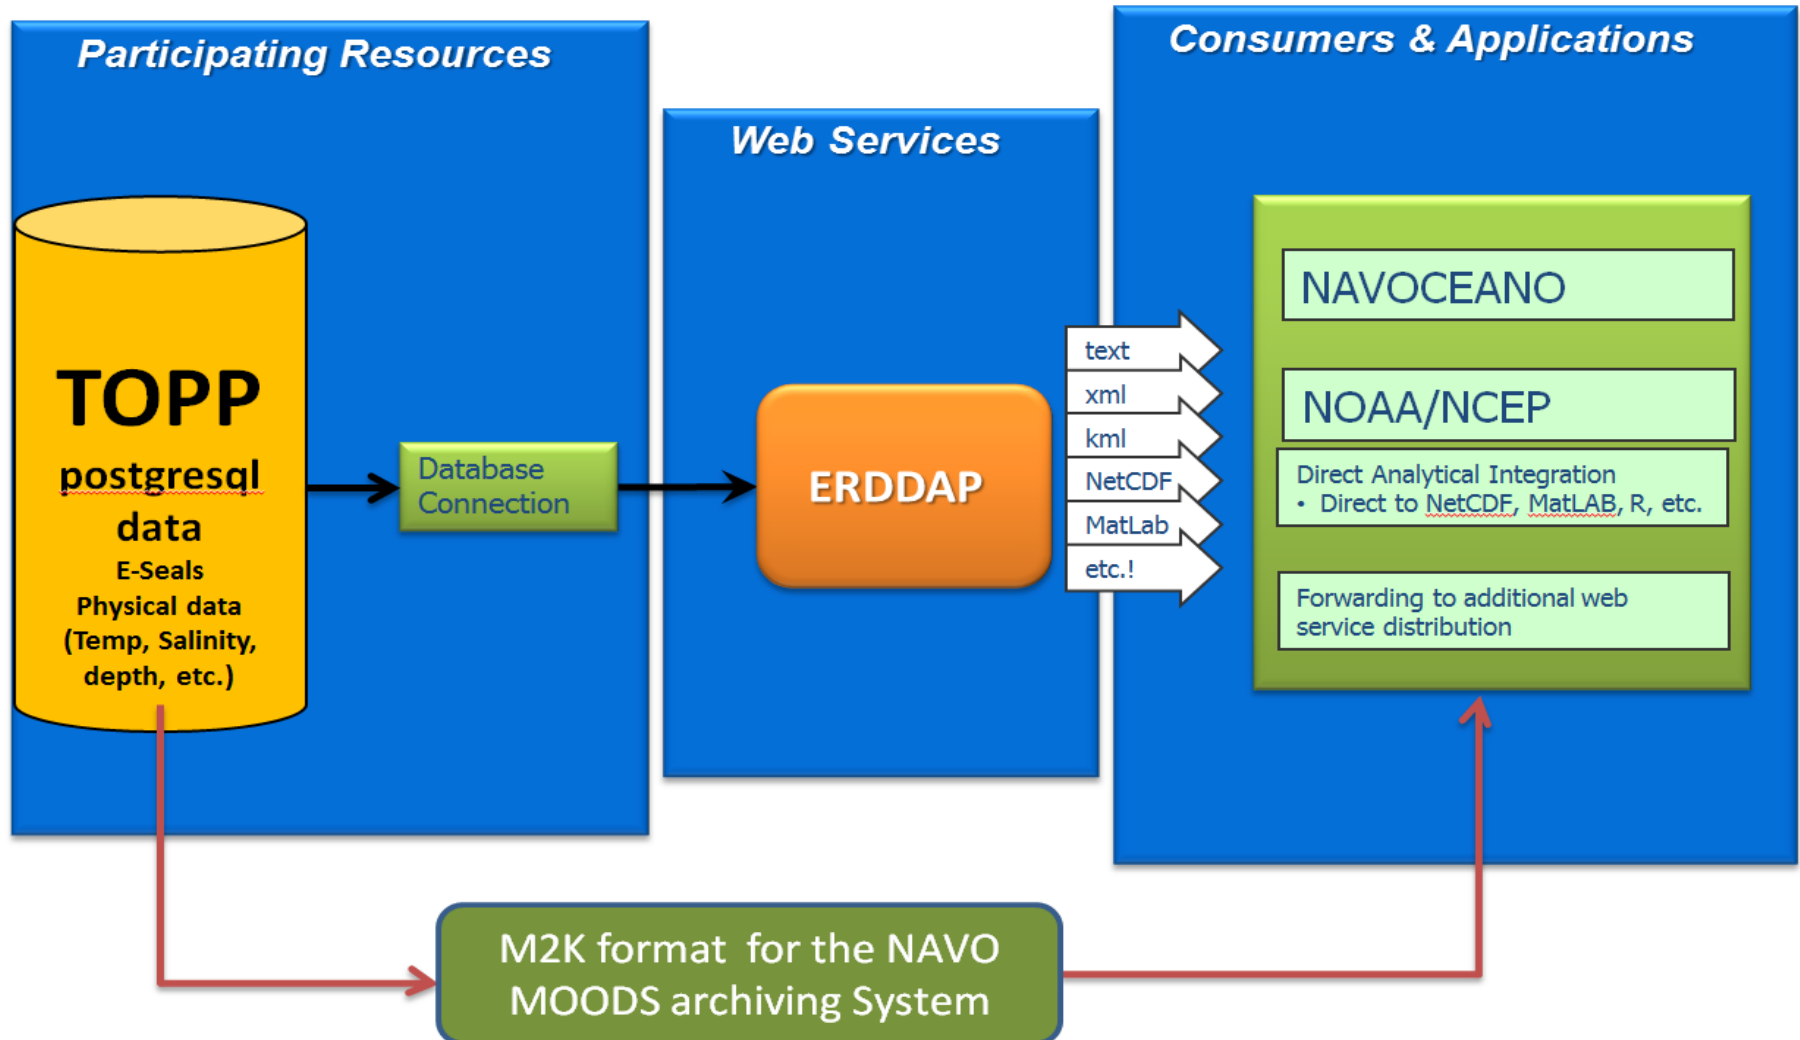 Participating Resources
Consumers & Applications
Web Services
TOPP
postgresql
data
E-Seals
Physical data
(Temp, Salinity,
depth, etc.)
Database
Connection
ERDDAP
text
xml
kml
NetCDF
MatLab
etc.!
NAVOCEANO
NOAA/NCEP
Direct Analytical Integration
• Direct to NetCDF, MatLAB, R, etc.
Forwarding to additional web
service distribution
M2K format for the NAVO
MOODS archiving System